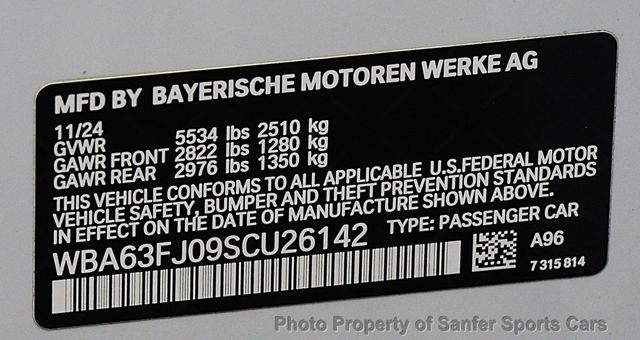 MFD BY BAYERISCHE MOTOREN WERKE AG
11/24
GVWR 5534 lbs 2510 kg
GAWR FRONT 2822 lbs 1280 kg
GAWR REAR 2976 lbs 1350 kg
THIS VEHICLE CONFORMS TO ALL APPLICABLE U.S.FEDERAL MOTOR
VEHICLE SAFETY, BUMPER AND THEFT PREVENTION STANDARDS
IN EFFECT ON THE DATE OF MANUFACTURE SHOWN ABOVE.
WBA63FJ09SCU26142 TYPE: PASSENGER CAR
A96
7 315 814
Photo Property of Sanfer Sports Cars